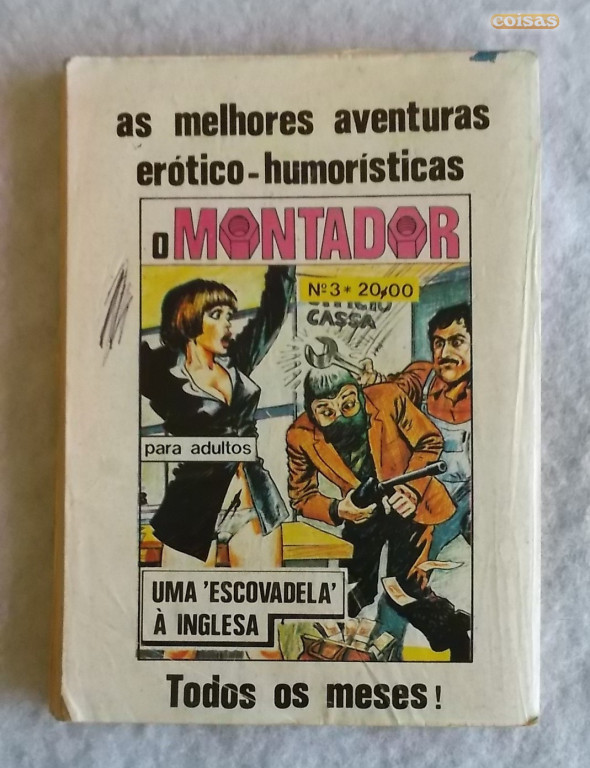 coisas
as melhores aventuras
erótico-humorísticas
O MONTADOR
Nº3 * 20,00
CASSA
para adultos
UMA 'ESCOVADELA'
À INGLESA
Todos os meses!